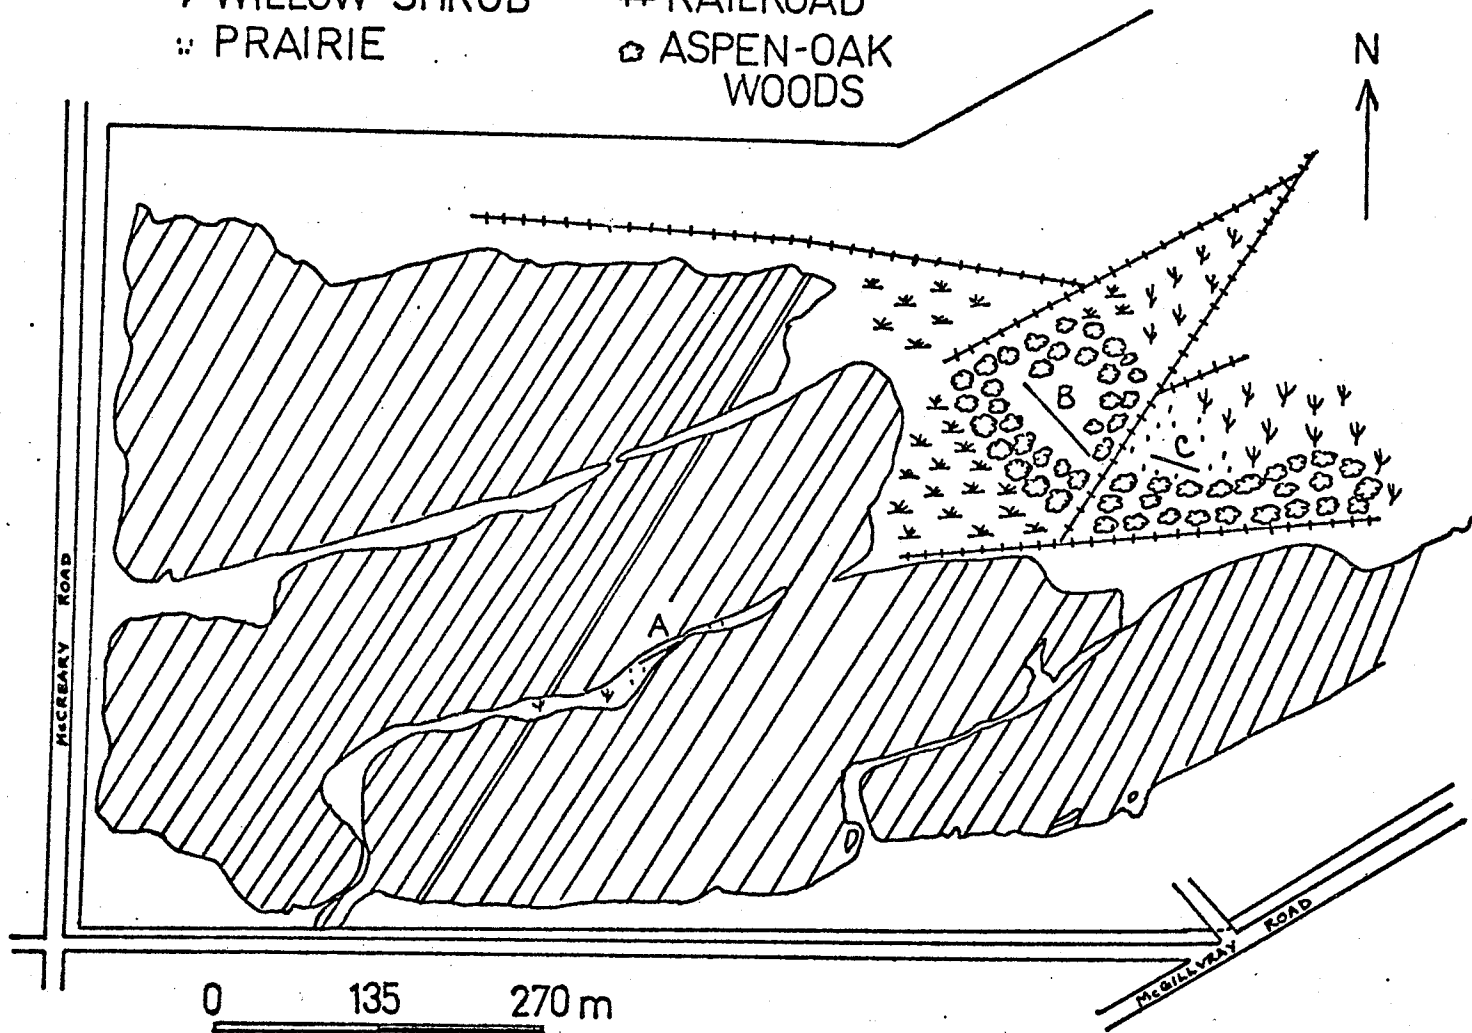 WILLOW SHRUB
RAILROAD
PRAIRIE
ASPEN-OAK
WOODS
N
B
C
A
McCREARY ROAD
McGILLVRAY ROAD
0 135 270 m